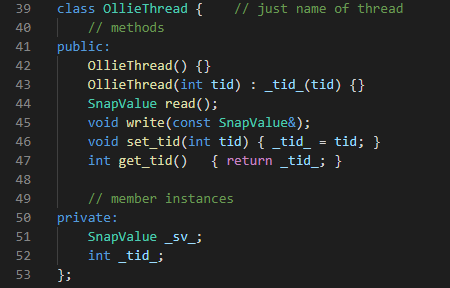 39 class OllieThread {    // just name of thread
40     // methods
41 public:
42     OllieThread() {}
43     OllieThread(int tid) : _tid_(tid) {}
44     SnapValue read();
45     void write(const SnapValue&);
46     void set_tid(int tid) { _tid_ = tid; }
47     int get_tid()   { return _tid_; }
48
49     // member instances
50 private:
51     SnapValue _sv_;
52     int _tid_;
53 };